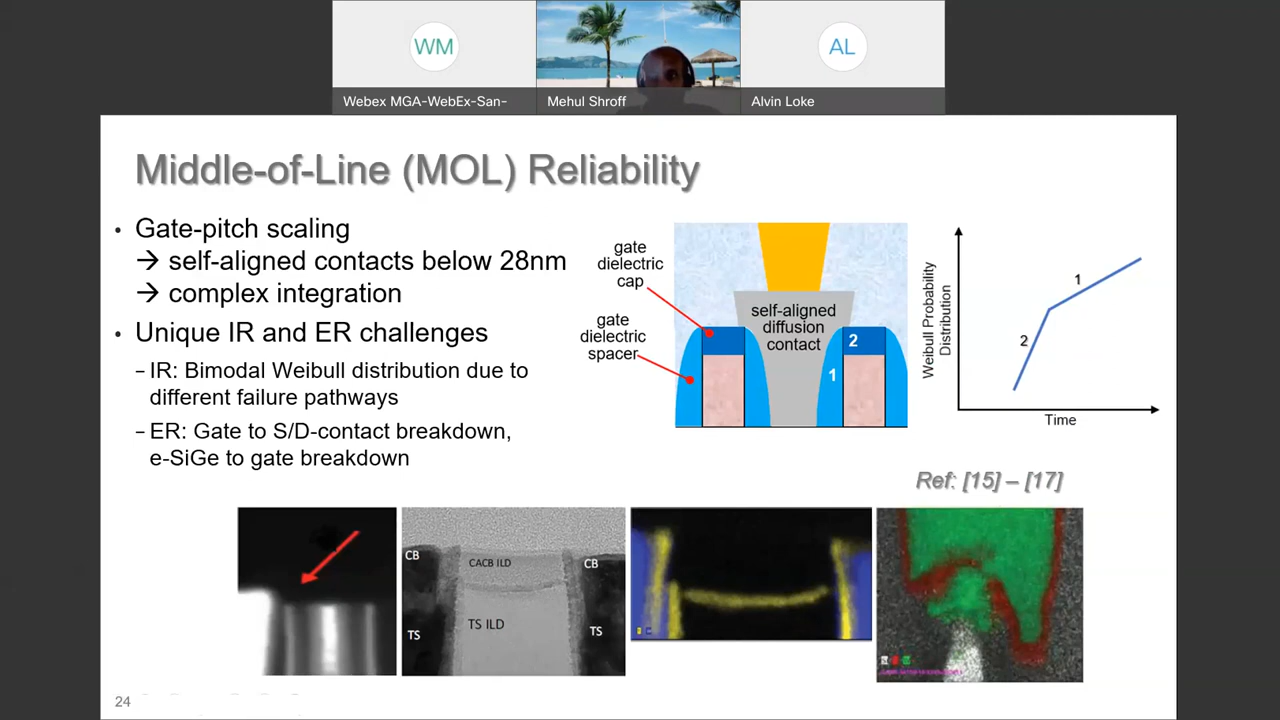 WM
AL
Webex MGA-WebEx-San-
Mehul Shroff
Alvin Loke
Middle-of-Line (MOL) Reliability
• Gate-pitch scaling
→ self-aligned contacts below 28nm
→ complex integration
• Unique IR and ER challenges
– IR: Bimodal Weibull distribution due to
different failure pathways
– ER: Gate to S/D-contact breakdown,
e-SiGe to gate breakdown
gate
dielectric
cap
gate
dielectric
spacer
self-aligned
diffusion
contact
2
1
Weibull Probability
Distribution
1
2
Time
Ref: [15] – [17]
CB
CACB ILD
CB
TS
TS ILD
TS
24